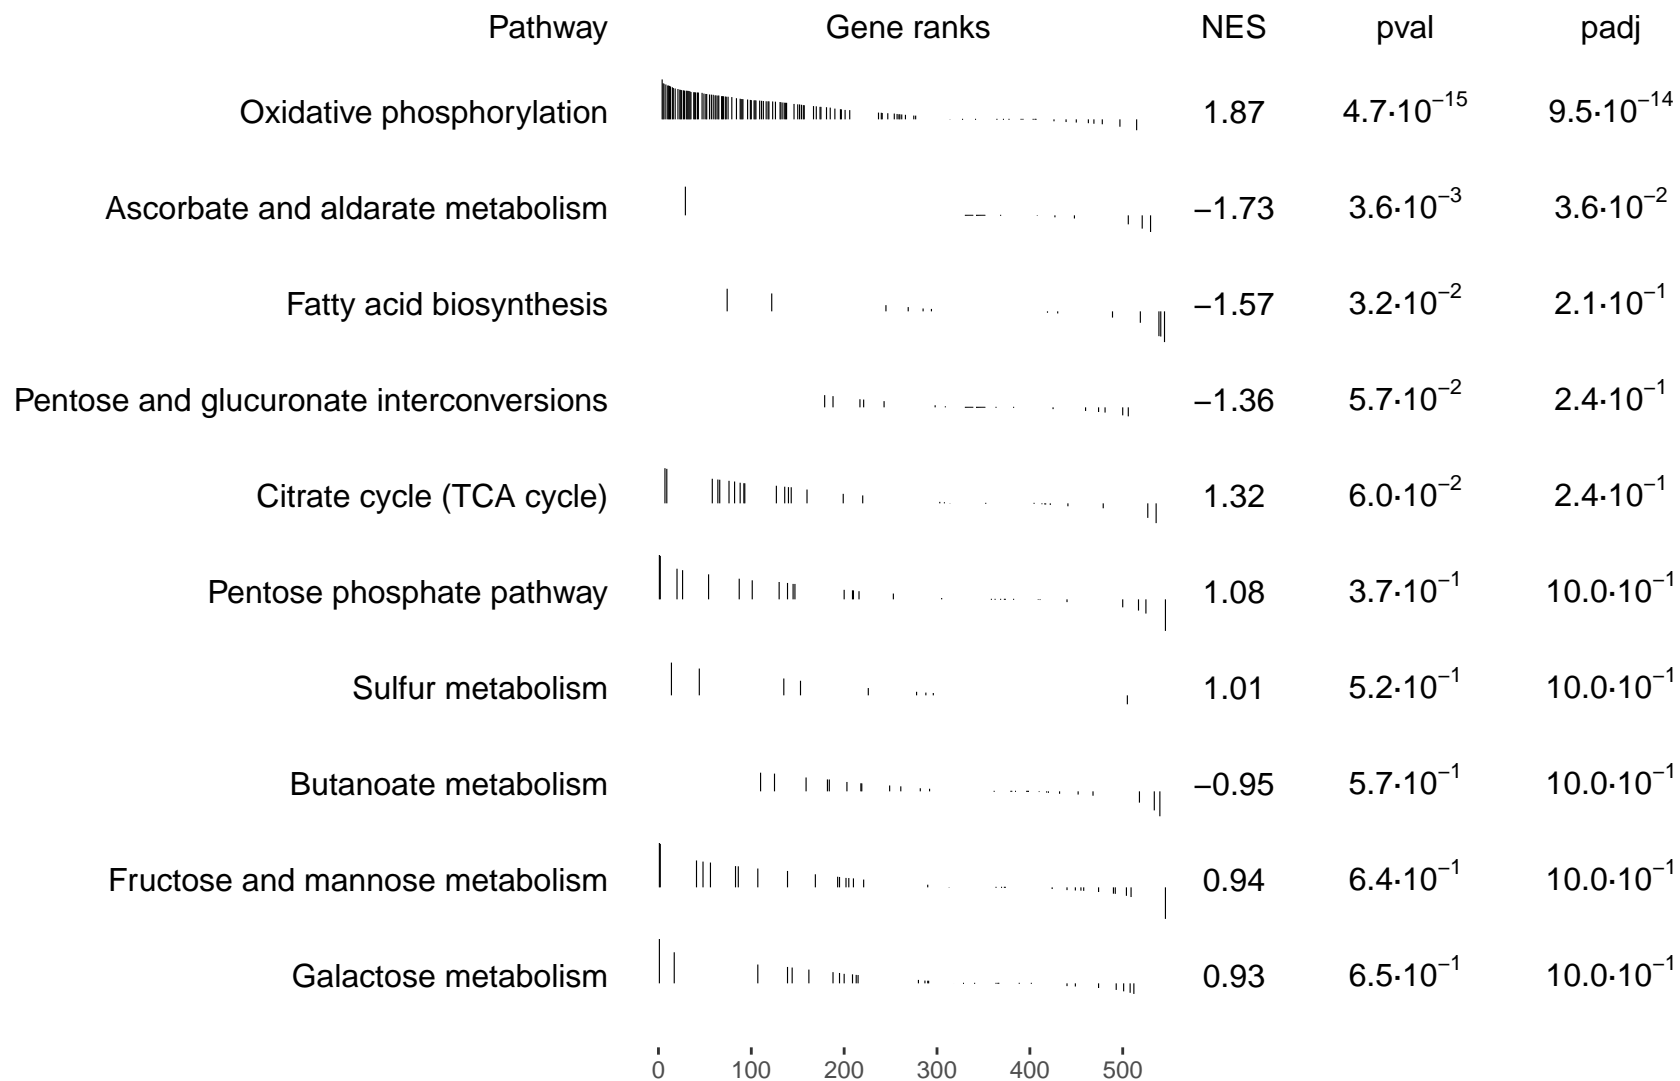 Pathway Gene ranks NES pval padj
Oxidative phosphorylation 1.87 4.7·10⁻¹⁵ 9.5·10⁻¹⁴
Ascorbate and aldarate metabolism −1.73 3.6·10⁻³ 3.6·10⁻²
Fatty acid biosynthesis −1.57 3.2·10⁻² 2.1·10⁻¹
Pentose and glucuronate interconversions −1.36 5.7·10⁻² 2.4·10⁻¹
Citrate cycle (TCA cycle) 1.32 6.0·10⁻² 2.4·10⁻¹
Pentose phosphate pathway 1.08 3.7·10⁻¹ 10.0·10⁻¹
Sulfur metabolism 1.01 5.2·10⁻¹ 10.0·10⁻¹
Butanoate metabolism −0.95 5.7·10⁻¹ 10.0·10⁻¹
Fructose and mannose metabolism 0.94 6.4·10⁻¹ 10.0·10⁻¹
Galactose metabolism 0.93 6.5·10⁻¹ 10.0·10⁻¹
0 100 200 300 400 500